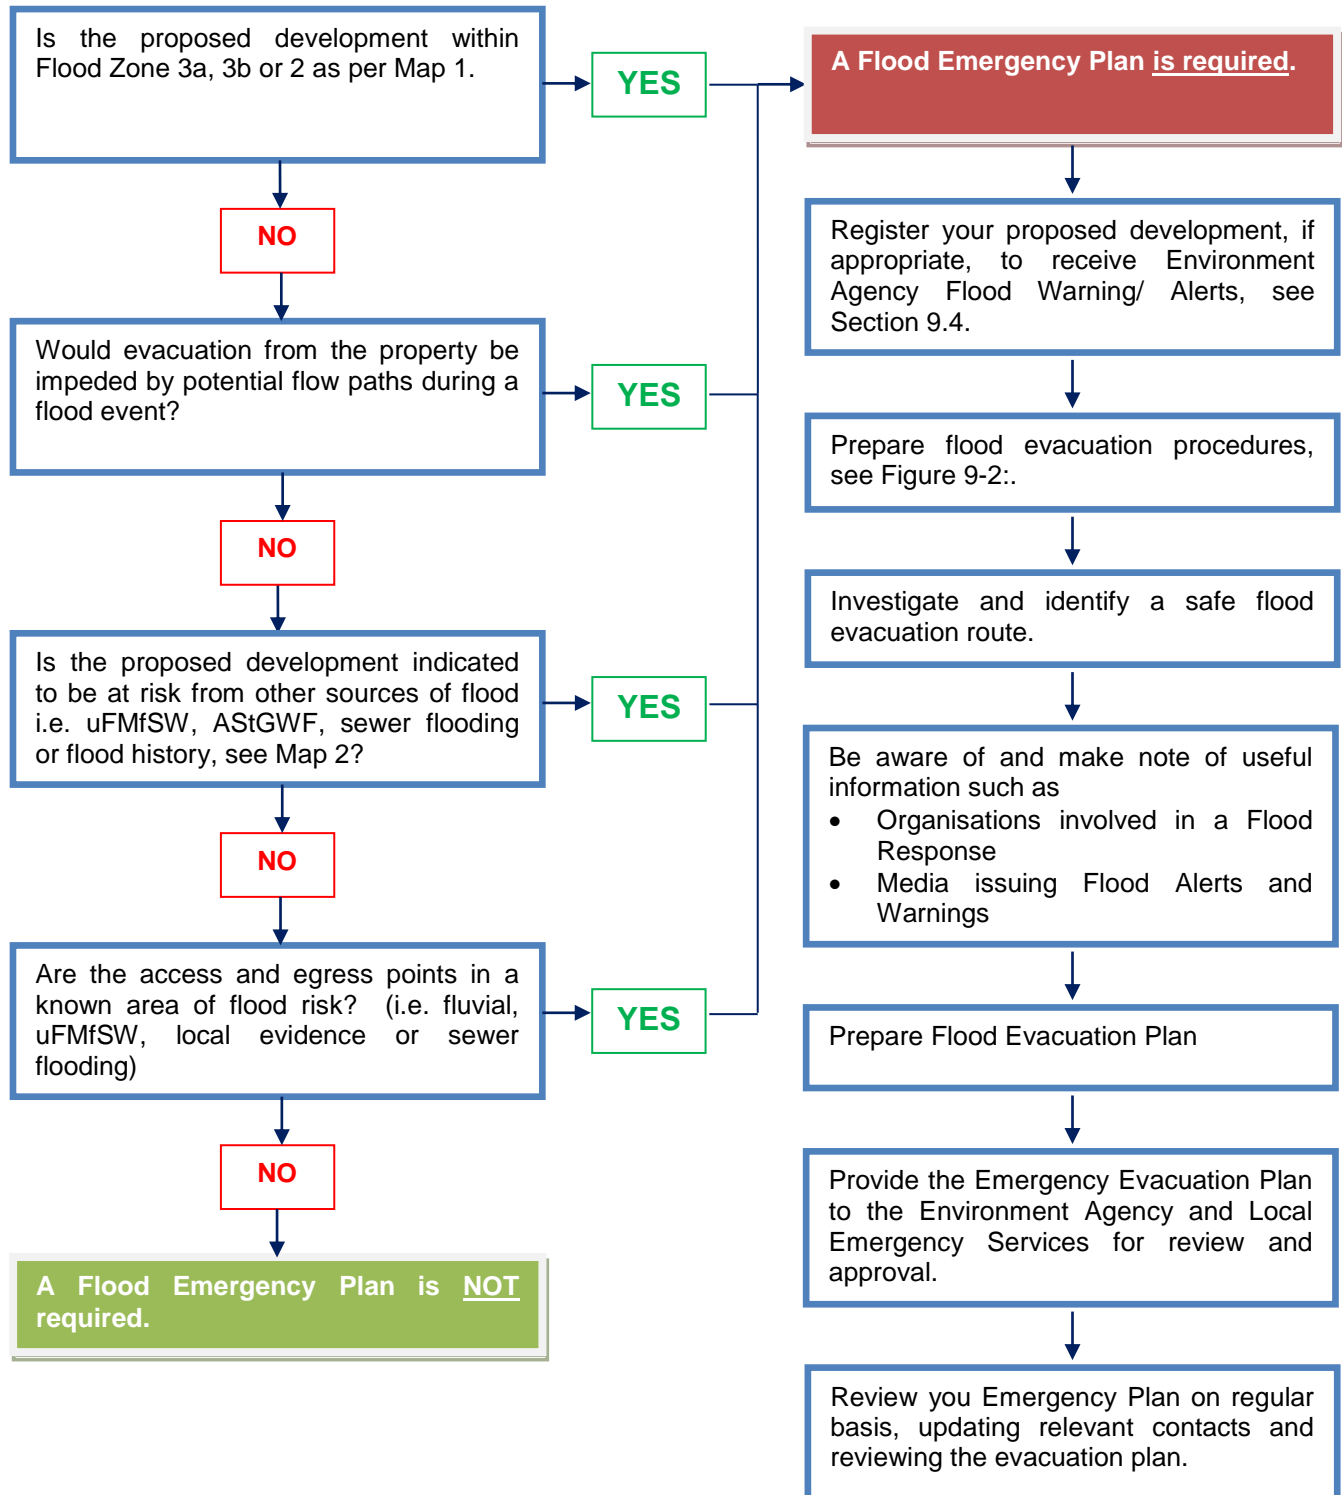 Is the proposed development within
Flood Zone 3a, 3b or 2 as per Map 1.
YES
NO
Would evacuation from the property be
impeded by potential flow paths during a
flood event?
YES
NO
Is the proposed development indicated
to be at risk from other sources of flood
i.e. uFMfSW, AStGWF, sewer flooding
or flood history, see Map 2?
YES
NO
Are the access and egress points in a
known area of flood risk? (i.e. fluvial,
uFMfSW, local evidence or sewer
flooding)
YES
NO
A Flood Emergency Plan is NOT
required.
A Flood Emergency Plan is required.
Register your proposed development, if
appropriate, to receive Environment
Agency Flood Warning/ Alerts, see
Section 9.4.
Prepare flood evacuation procedures,
see Figure 9-2:.
Investigate and identify a safe flood
evacuation route.
Be aware of and make note of useful
information such as
• Organisations involved in a Flood
Response
• Media issuing Flood Alerts and
Warnings
Prepare Flood Evacuation Plan
Provide the Emergency Evacuation Plan
to the Environment Agency and Local
Emergency Services for review and
approval.
Review you Emergency Plan on regular
basis, updating relevant contacts and
reviewing the evacuation plan.